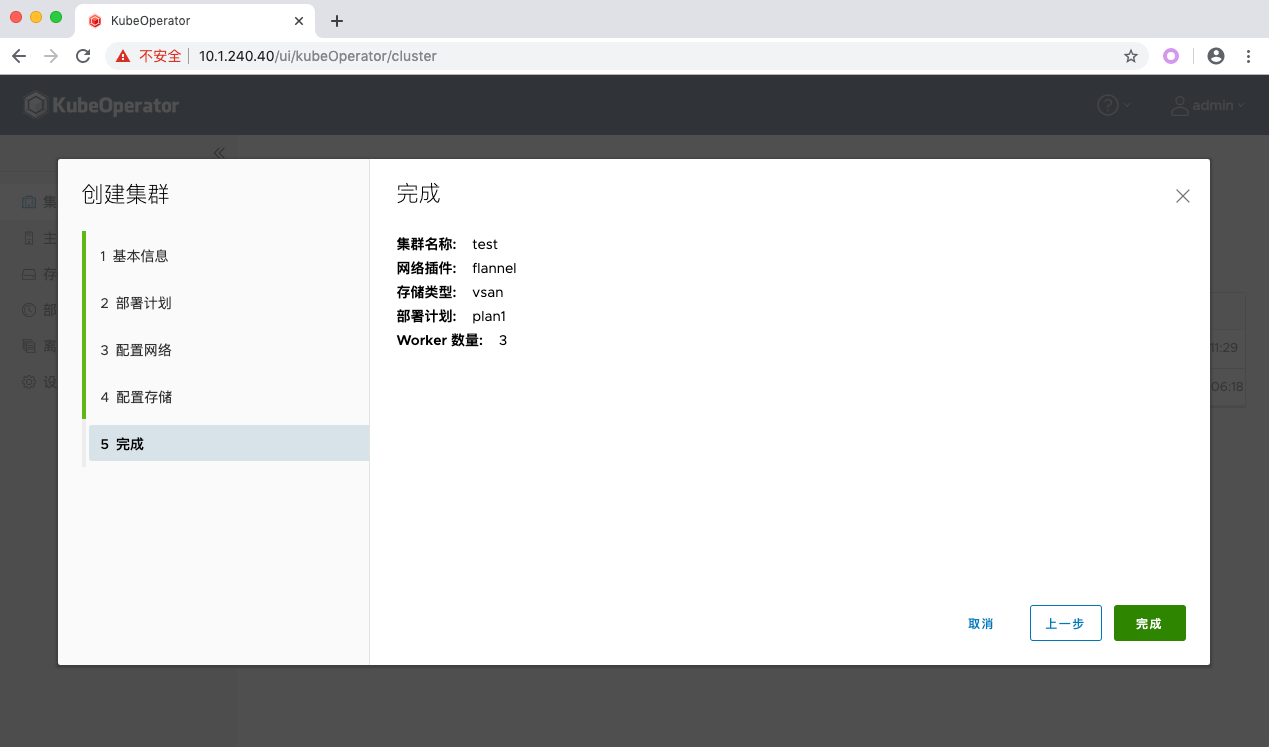 KubeOperator
不安全 10.1.240.40/ui/kubeOperator/cluster
KubeOperator
admin
创建集群
1 基本信息
2 部署计划
3 配置网络
4 配置存储
5 完成
完成
集群名称: test
网络插件: flannel
存储类型: vsan
部署计划: plan1
Worker 数量: 3
取消
上一步
完成
集
主
存
部
离
设
11:29
06:18